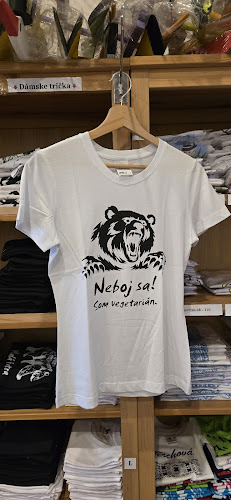 * Dámske tričká *
Neboj sa!
Som vegetarián.
L